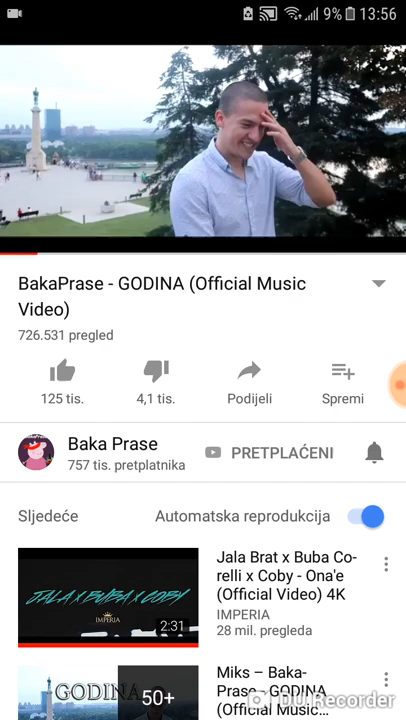 9% 13:56
BakaPrase - GODINA (Official Music
Video)
726.531 pregled
125 tis.
4,1 tis.
Podijeli
Spremi
Baka Prase
757 tis. pretplatnika
PRETPLAĆENI
Sljedeće
Automatska reprodukcija
JALA X BUBA X COBY
IMPERIA
2:31
Jala Brat x Buba Co-
relli x Coby - Ona'e
(Official Video) 4K
IMPERIA
28 mil. pregleda
GODINA
50+
Miks – Baka-
Prase - GODINA
(Official Music...
DU Recorder